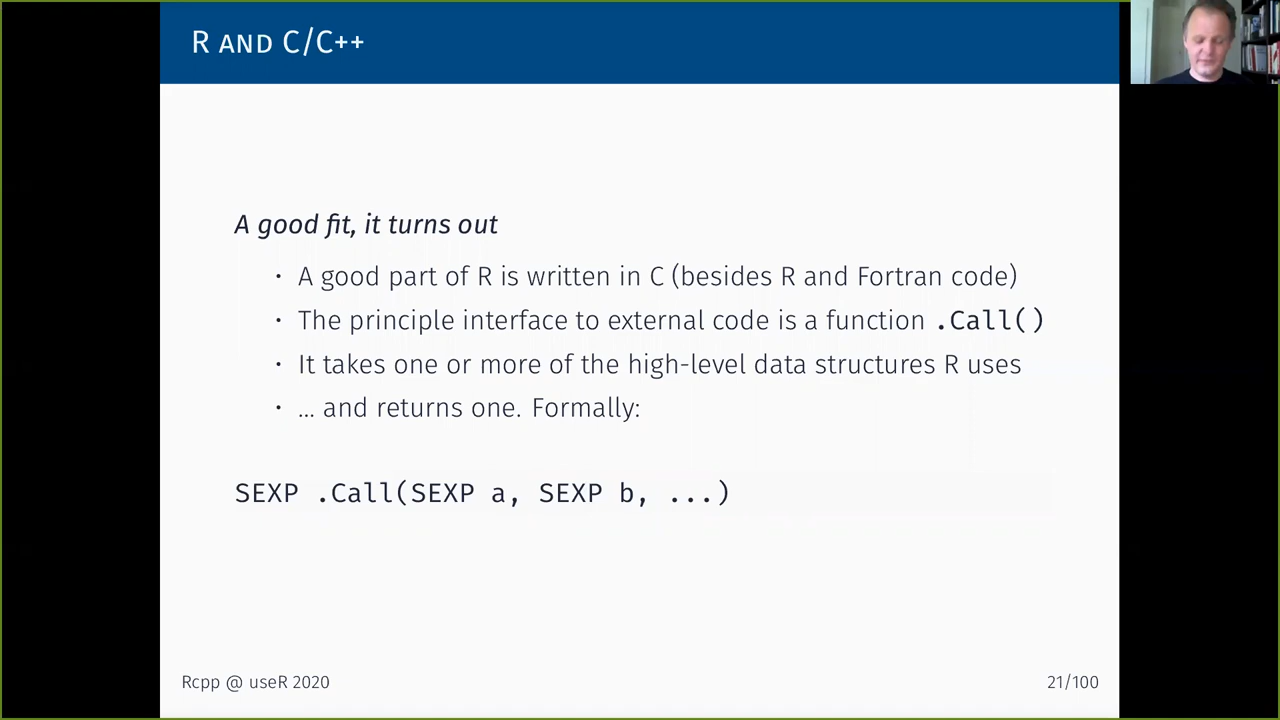 R AND C/C++
A good fit, it turns out
• A good part of R is written in C (besides R and Fortran code)
• The principle interface to external code is a function .Call()
• It takes one or more of the high-level data structures R uses
• … and returns one. Formally:
SEXP .Call(SEXP a, SEXP b, ...)
Rcpp @ useR 2020
21/100